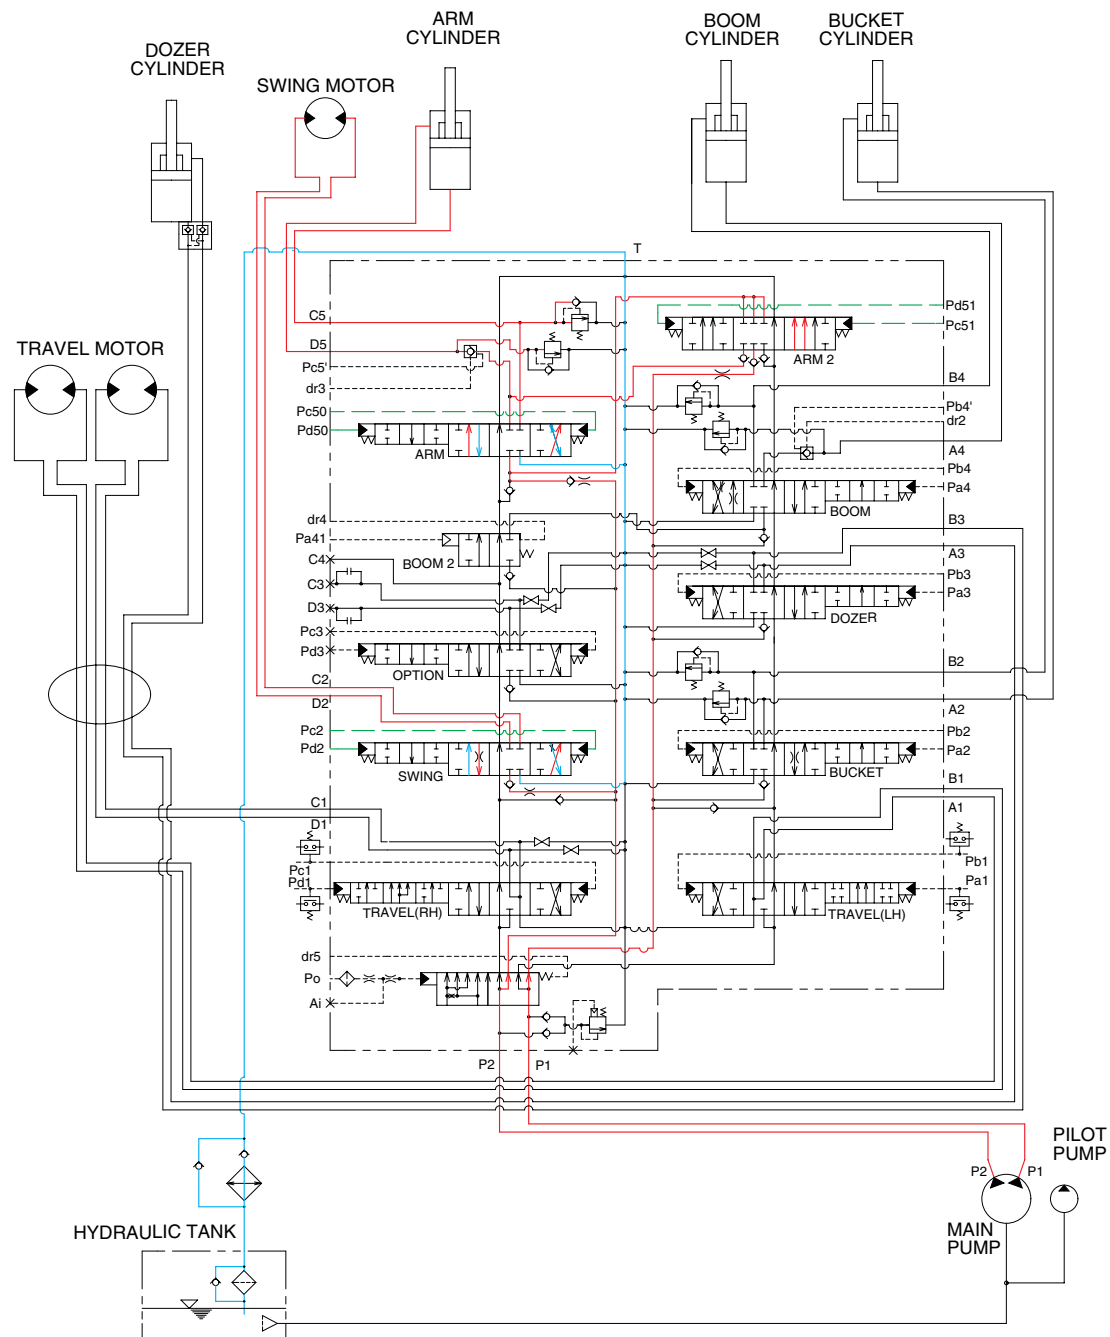 ARM
CYLINDER
BOOM
CYLINDER
BUCKET
CYLINDER
DOZER
CYLINDER
SWING MOTOR
TRAVEL MOTOR
T
C5
D5
Pc5'
dr3
Pc50
Pd50
ARM
Pd51
Pc51
ARM 2
B4
Pb4'
dr2
A4
Pb4
Pa4
BOOM
dr4
Pa41
BOOM 2
C4
C3
D3
Pc3
Pd3
OPTION
B3
A3
Pb3
Pa3
DOZER
C2
D2
Pc2
Pd2
SWING
B2
A2
Pb2
Pa2
BUCKET
C1
D1
Pc1
Pd1
TRAVEL(RH)
B1
A1
Pb1
Pa1
TRAVEL(LH)
dr5
Po
Ai
P2
P1
PILOT
PUMP
P2
P1
MAIN
PUMP
HYDRAULIC TANK